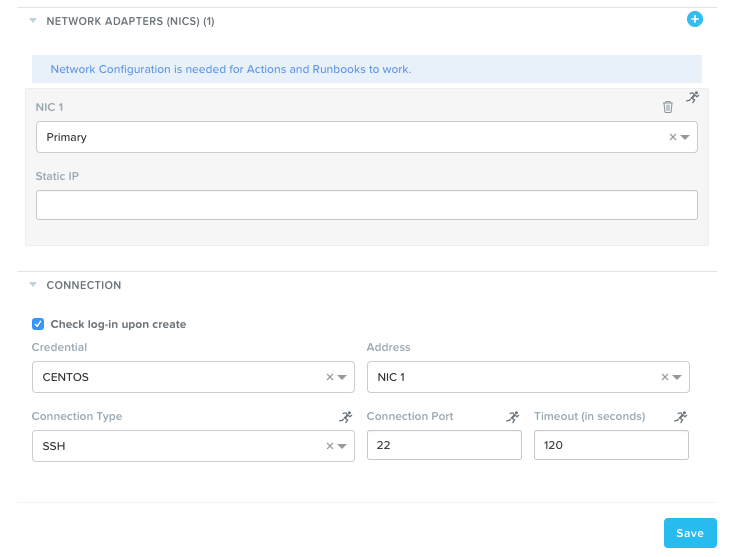 NETWORK ADAPTERS (NICS) (1)
Network Configuration is needed for Actions and Runbooks to work.
NIC 1
Primary
Static IP
CONNECTION
Check log-in upon create
Credential
Address
CENTOS
NIC 1
Connection Type
Connection Port
Timeout (in seconds)
SSH
22
120
Save